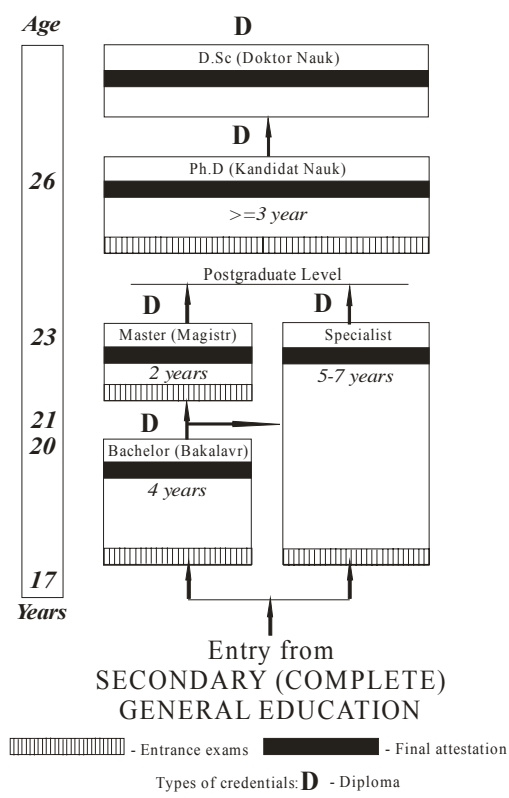 Age
D
D.Sc (Doktor Nauk)
D
26
Ph.D (Kandidat Nauk)
>=3 year
Postgraduate Level
D
D
23
Master (Magistr)
Specialist
2 years
5-7 years
21
D
20
Bachelor (Bakalavr)
4 years
17
Years
Entry from
SECONDARY (COMPLETE)
GENERAL EDUCATION
- Entrance exams
- Final attestation
Types of credentials: D - Diploma